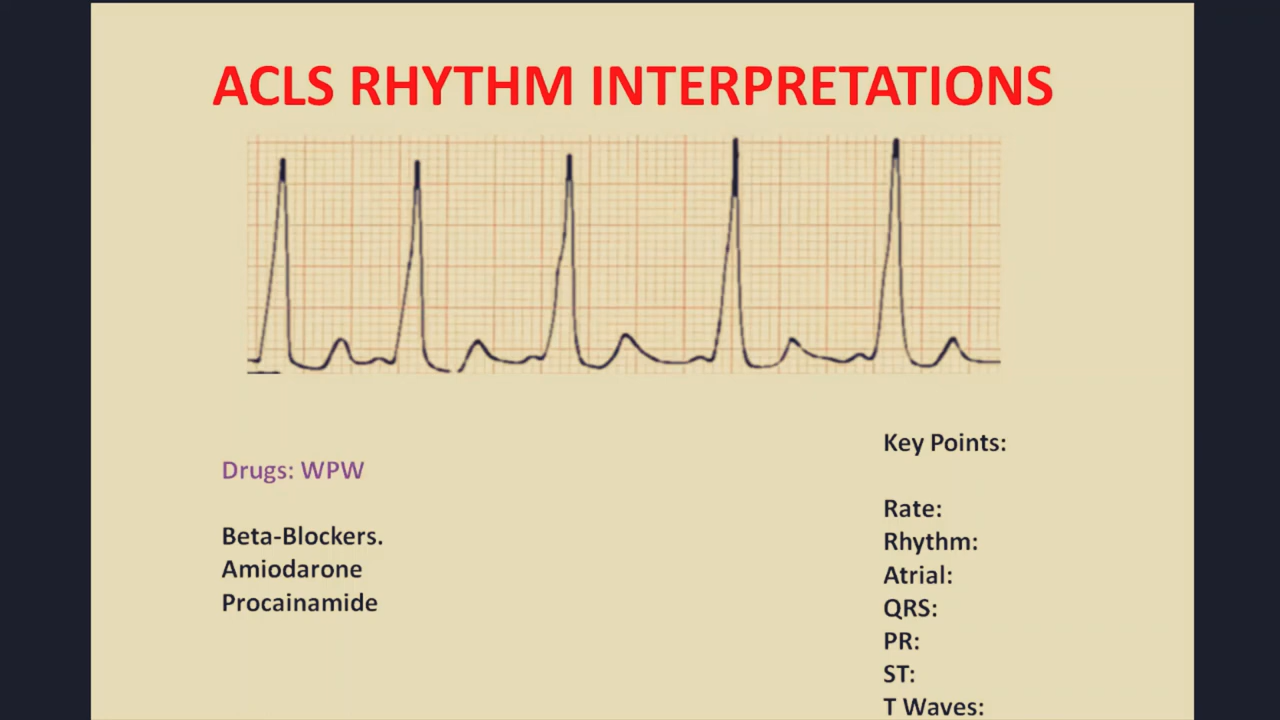 ACLS RHYTHM INTERPRETATIONS
Drugs: WPW
Beta-Blockers.
Amiodarone
Procainamide
Key Points:
Rate:
Rhythm:
Atrial:
QRS:
PR:
ST:
T Waves: